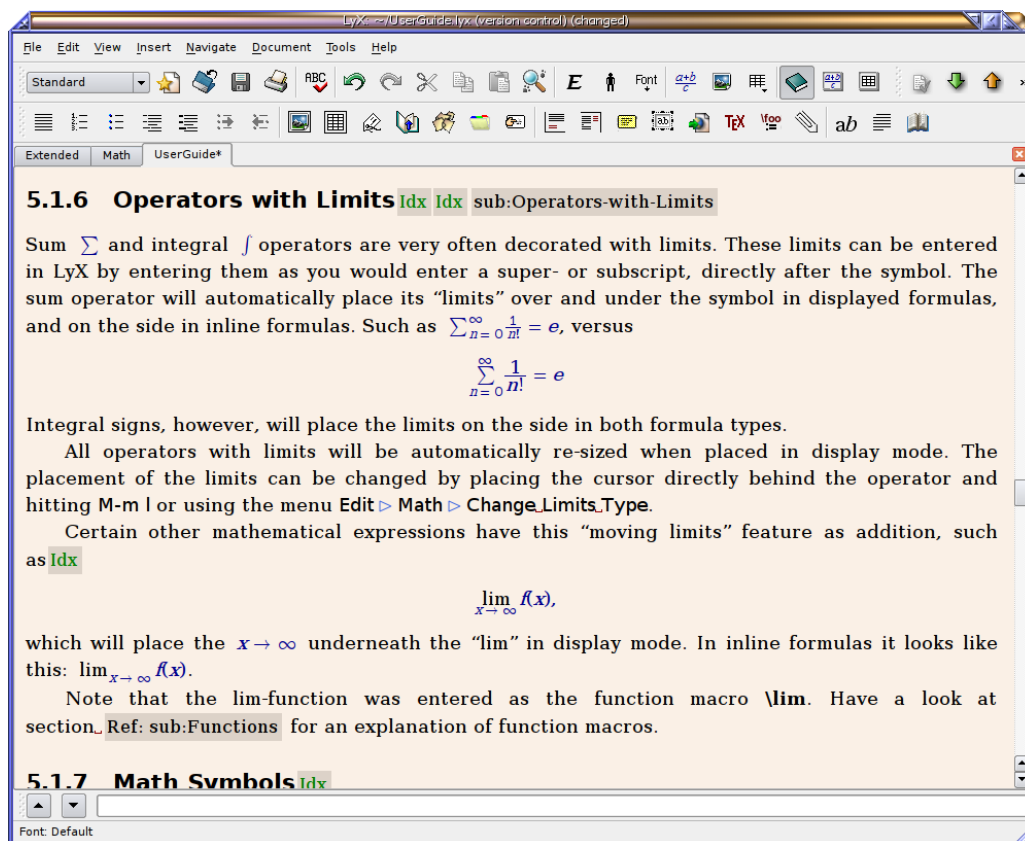 LyX: ~/UserGuide.lyx (version control) (changed)
File Edit View Insert Navigate Document Tools Help
Standard ABC E Font a+b c a+b c
ab TEX \foo ab
Extended Math UserGuide*
5.1.6 Operators with Limits Idx Idx sub:Operators-with-Limits
Sum ∑ and integral ∫ operators are very often decorated with limits. These limits can be entered
in LyX by entering them as you would enter a super- or subscript, directly after the symbol. The
sum operator will automatically place its “limits” over and under the symbol in displayed formulas,
and on the side in inline formulas. Such as ∑_{n=0}^{∞} 1/n! = e, versus
∑_{n=0}^{∞} 1/n! = e
Integral signs, however, will place the limits on the side in both formula types.
All operators with limits will be automatically re-sized when placed in display mode. The
placement of the limits can be changed by placing the cursor directly behind the operator and
hitting M-m l or using the menu Edit ▷ Math ▷ Change␣Limits␣Type.
Certain other mathematical expressions have this “moving limits” feature as addition, such
as Idx
lim_{x→∞} f(x),
which will place the x → ∞ underneath the “lim” in display mode. In inline formulas it looks like
this: lim_{x→∞} f(x).
Note that the lim-function was entered as the function macro \lim. Have a look at
section␣ Ref: sub:Functions for an explanation of function macros.
5.1.7 Math Symbols Idx
Font: Default